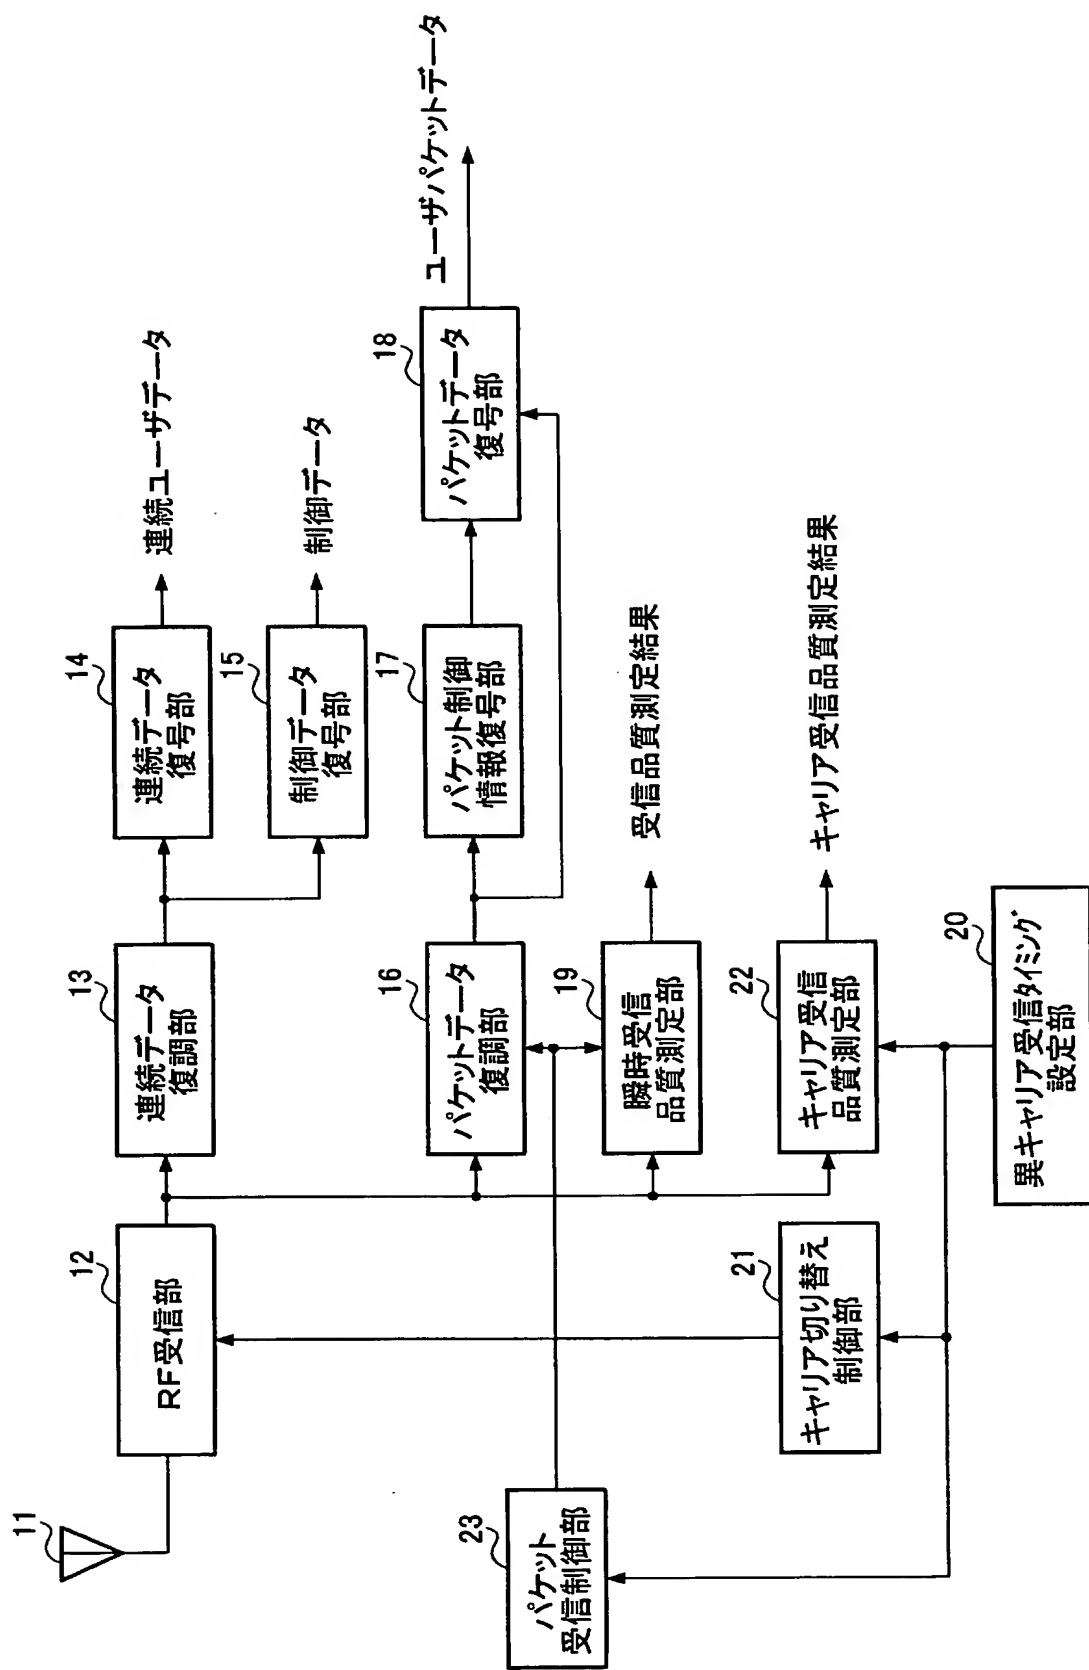 11
12
RF受信部
13
連続データ
復調部
14
連続データ
復号部
連続ユーザデータ
15
制御データ
復号部
制御データ
16
パケットデータ
復調部
17
パケット制御
情報復号部
18
パケットデータ
復号部
ユーザパケットデータ
19
瞬時受信
品質測定部
受信品質測定結果
23
パケット
受信制御部
21
キャリア切り替え
制御部
22
キャリア受信
品質測定部
キャリア受信品質測定結果
20
異キャリア受信タイミング
設定部